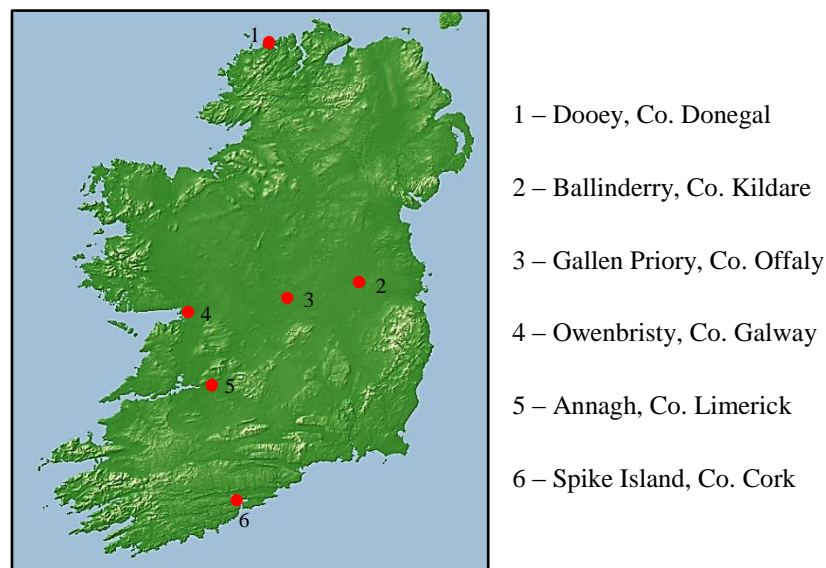 1
2
3
4
5
6
1 – Dooey, Co. Donegal
2 – Ballinderry, Co. Kildare
3 – Gallen Priory, Co. Offaly
4 – Owenbristy, Co. Galway
5 – Annagh, Co. Limerick
6 – Spike Island, Co. Cork